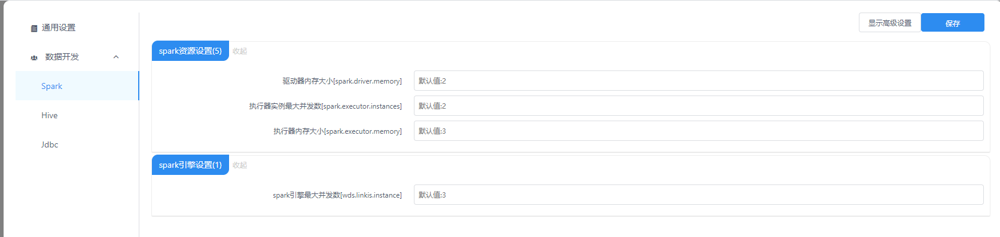 通用设置
数据开发
Spark
Hive
Jdbc
显示高级设置
保存
spark资源设置(5) 收起
驱动器内存大小[spark.driver.memory] 默认值:2
执行器实例最大并发数[spark.executor.instances] 默认值:2
执行器内存大小[spark.executor.memory] 默认值:3
spark引擎设置(1) 收起
spark引擎最大并发数[wds.linkis.instance] 默认值:3